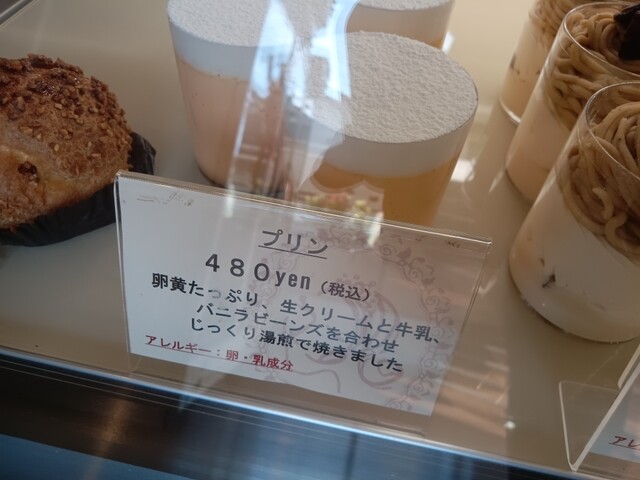 プリン
480yen（税込）
卵黄たっぷり、生クリームと牛乳、
バニラビーンズを合わせ
じっくり湯煎で焼きました
アレルギー：卵・乳成分
アレ